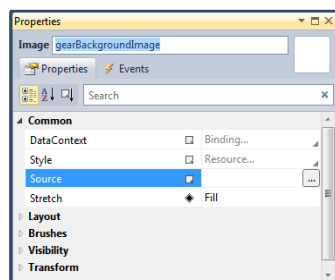 Properties
Image gearBackgroundImage
Properties Events
Search
Common
DataContext Binding...
Style Resource...
Source ...
Stretch Fill
Layout
Brushes
Visibility
Transform